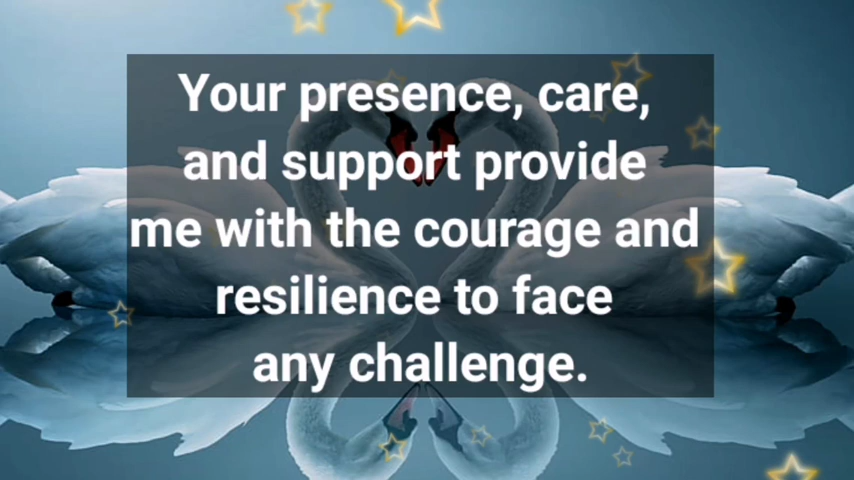 Your presence, care,
and support provide
me with the courage and
resilience to face
any challenge.